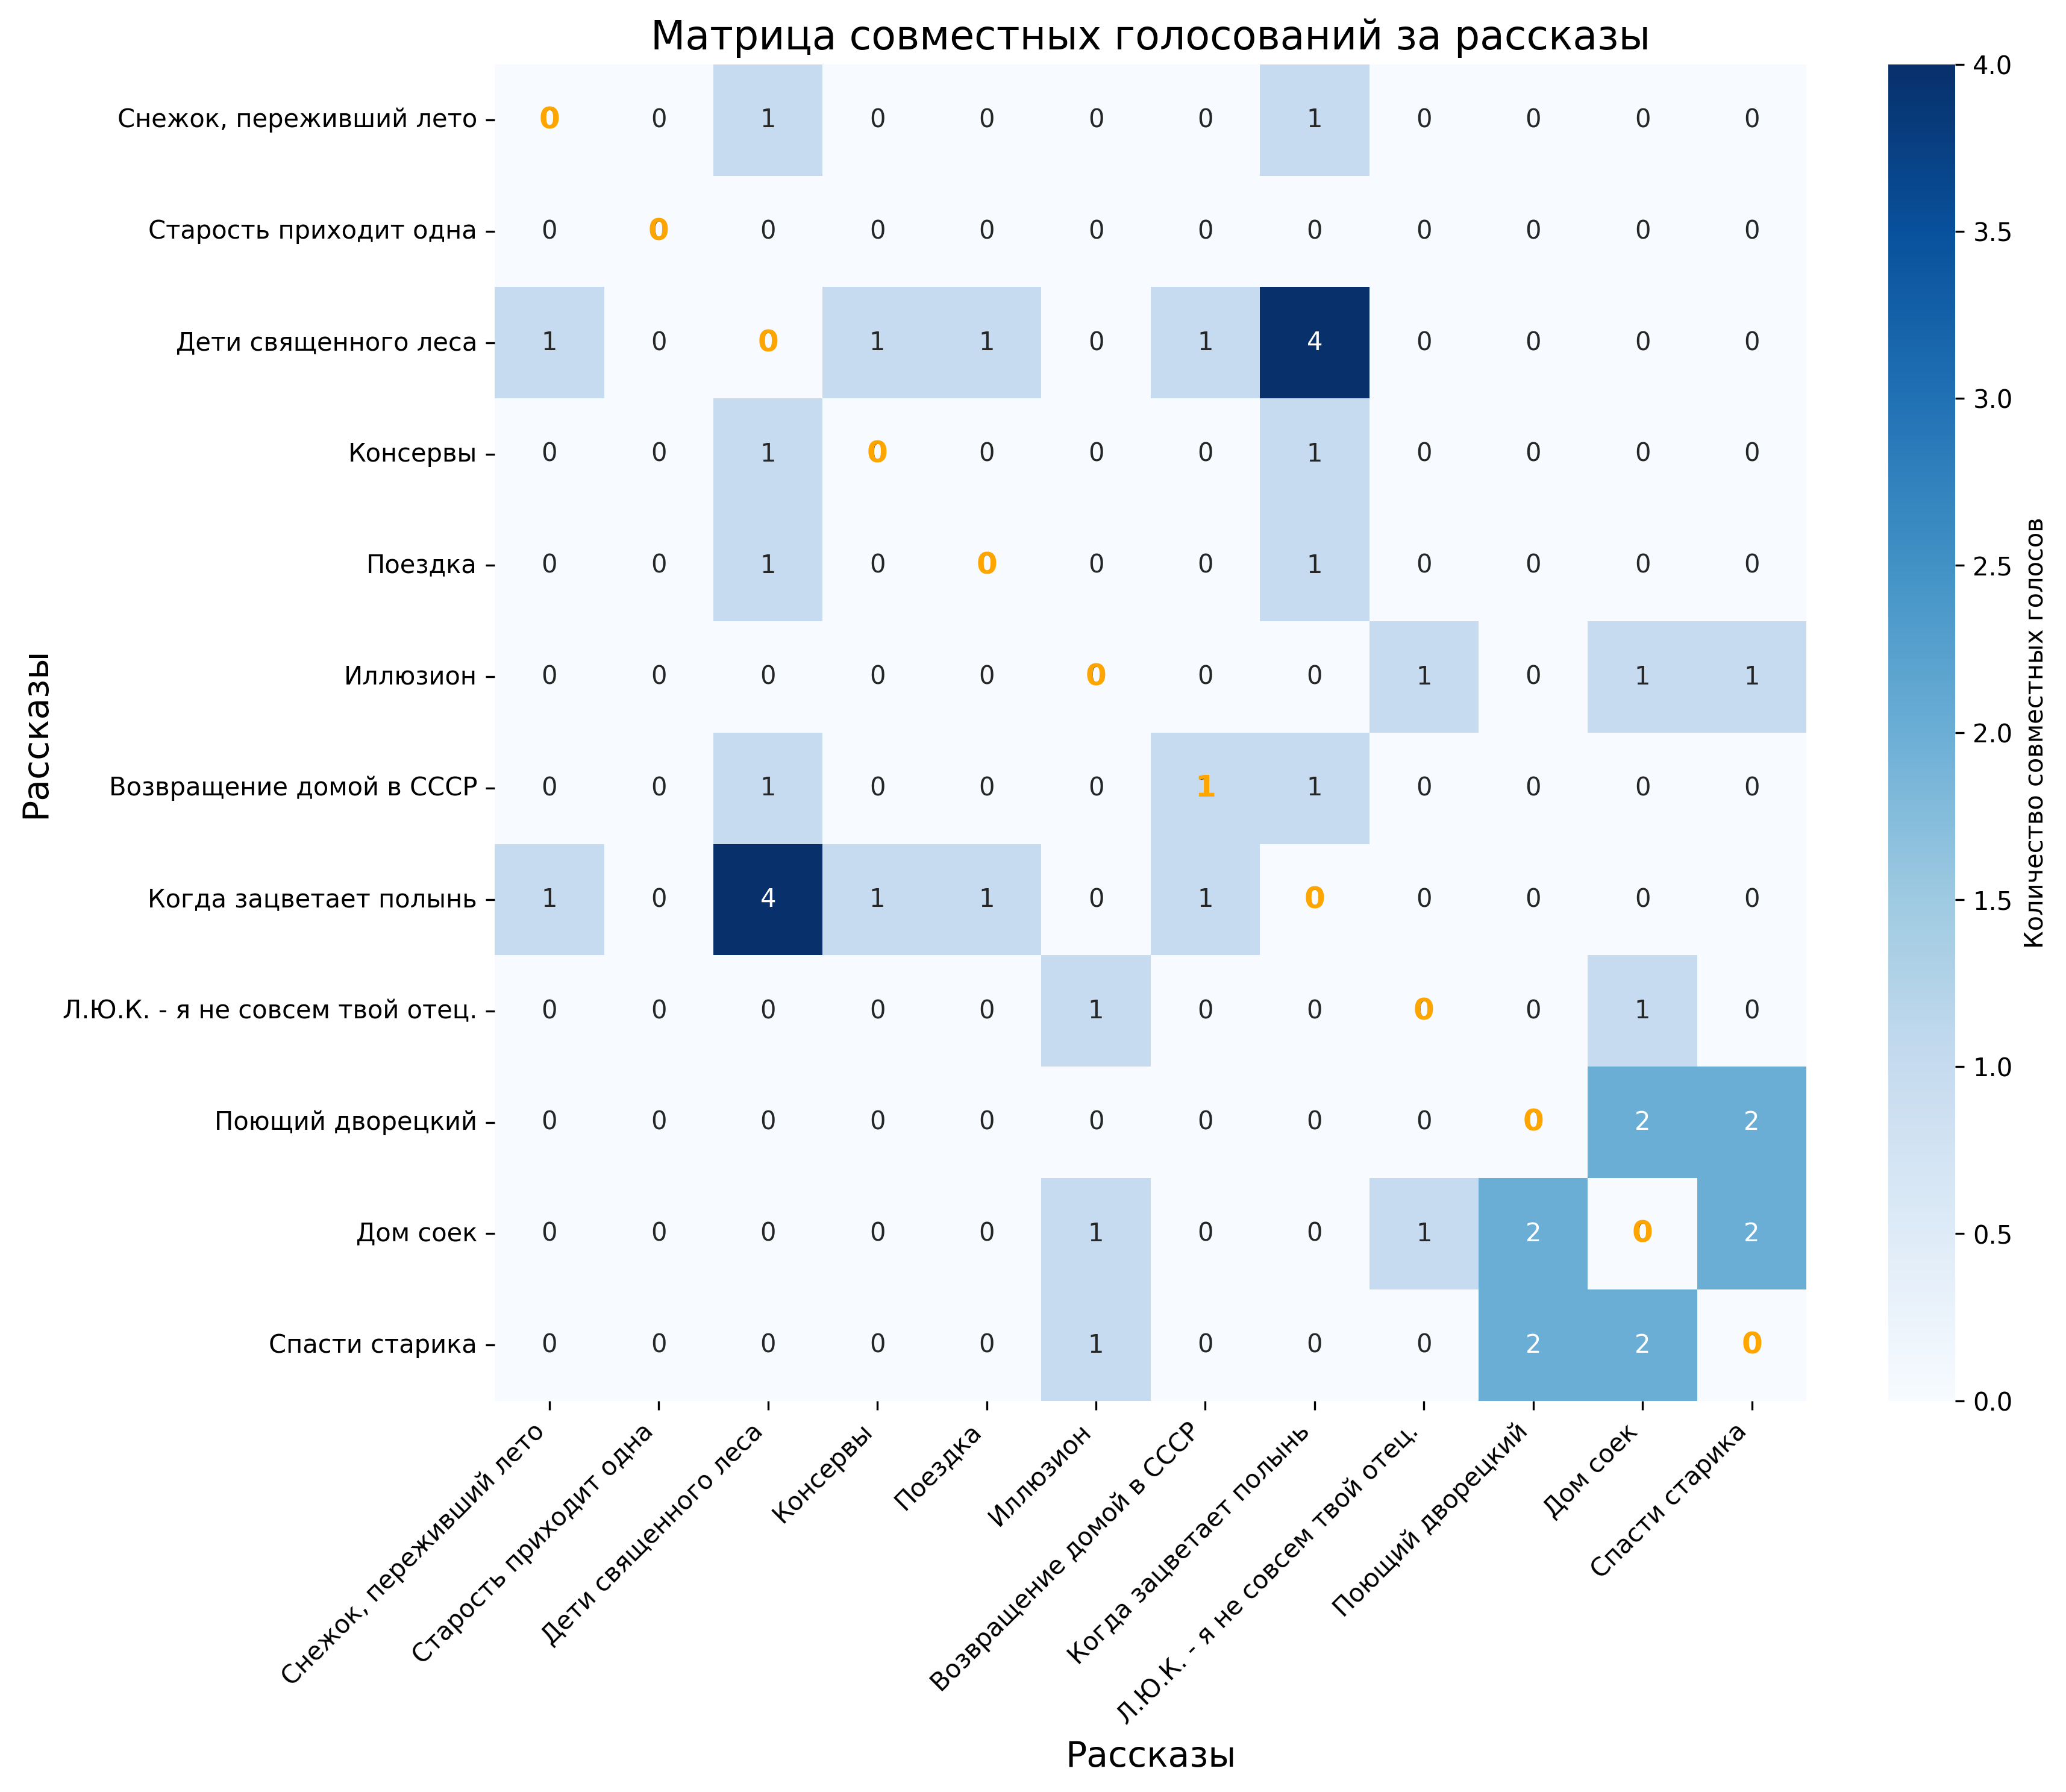 Матрица совместных голосований за рассказы
Снежок, переживший лето 0 0 1 0 0 0 0 1 0 0 0 0
Старость приходит одна 0 0 0 0 0 0 0 0 0 0 0 0
Дети священного леса 1 0 0 1 1 0 1 4 0 0 0 0
Консервы 0 0 1 0 0 0 0 1 0 0 0 0
Поездка 0 0 1 0 0 0 0 1 0 0 0 0
Иллюзион 0 0 0 0 0 0 0 0 1 0 1 1
Возвращение домой в СССР 0 0 1 0 0 0 1 1 0 0 0 0
Когда зацветает полынь 1 0 4 1 1 0 1 0 0 0 0 0
Л.Ю.К. - я не совсем твой отец. 0 0 0 0 0 1 0 0 0 0 1 0
Поющий дворецкий 0 0 0 0 0 0 0 0 0 0 2 2
Дом соек 0 0 0 0 0 1 0 0 1 2 0 2
Спасти старика 0 0 0 0 0 1 0 0 0 2 2 0
Рассказы
Снежок, переживший лето
Старость приходит одна
Дети священного леса
Консервы
Поездка
Иллюзион
Возвращение домой в СССР
Когда зацветает полынь
Л.Ю.К. - я не совсем твой отец.
Поющий дворецкий
Дом соек
Спасти старика
Рассказы
4.0
3.5
3.0
2.5
2.0
1.5
1.0
0.5
0.0
Количество совместных голосов